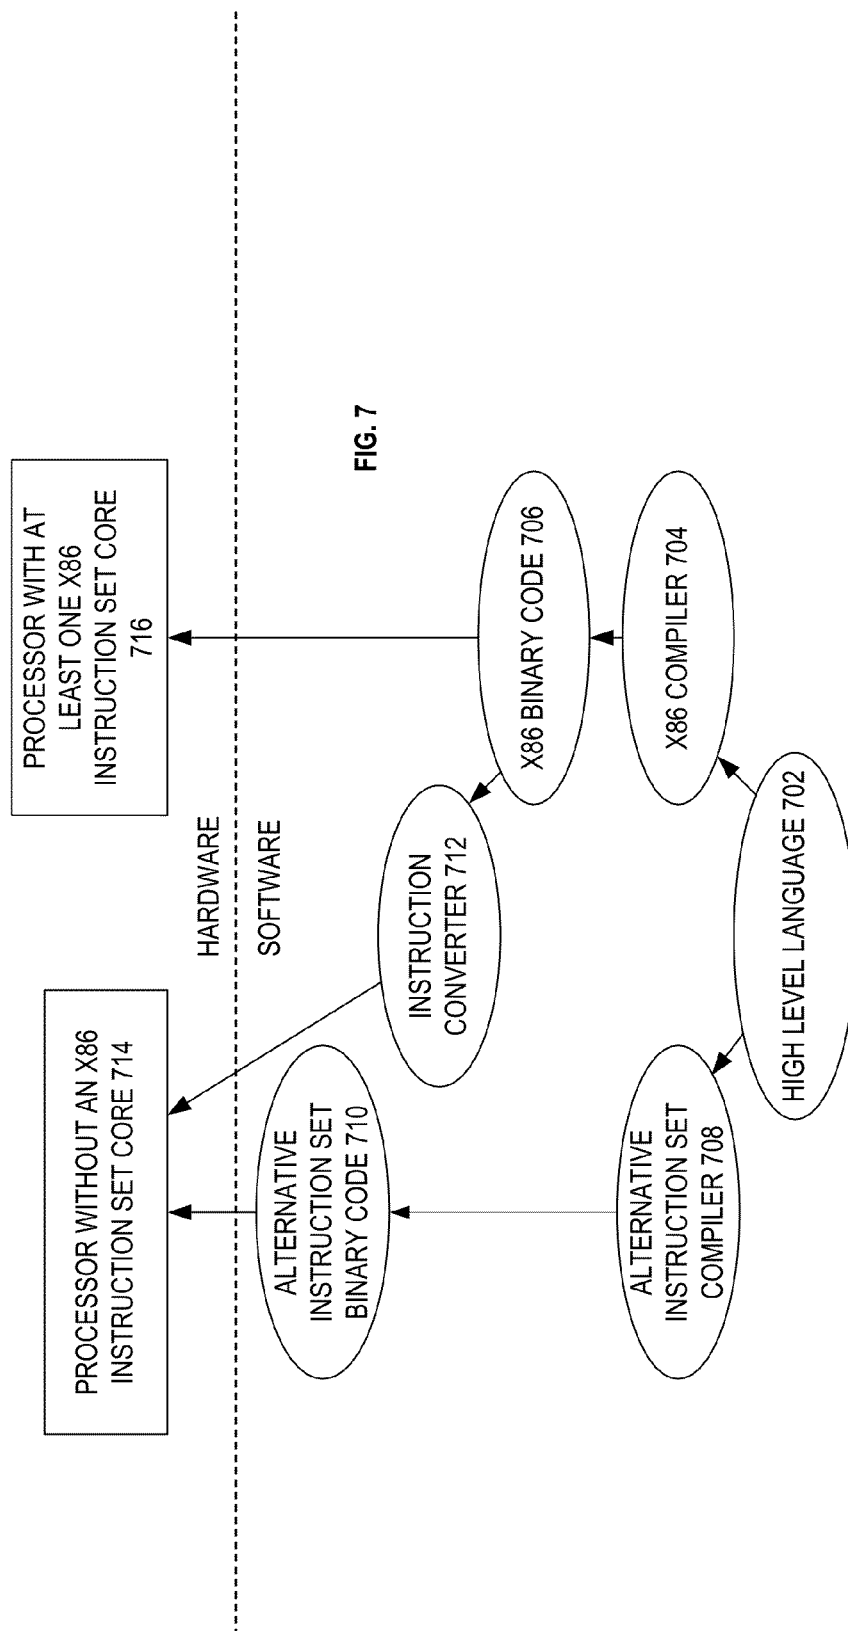 PROCESSOR WITHOUT AN X86
INSTRUCTION SET CORE 714
PROCESSOR WITH AT
LEAST ONE X86
INSTRUCTION SET CORE
716
HARDWARE
SOFTWARE
ALTERNATIVE
INSTRUCTION SET
BINARY CODE 710
INSTRUCTION
CONVERTER 712
FIG. 7
X86 BINARY CODE 706
ALTERNATIVE
INSTRUCTION SET
COMPILER 708
X86 COMPILER 704
HIGH LEVEL LANGUAGE 702